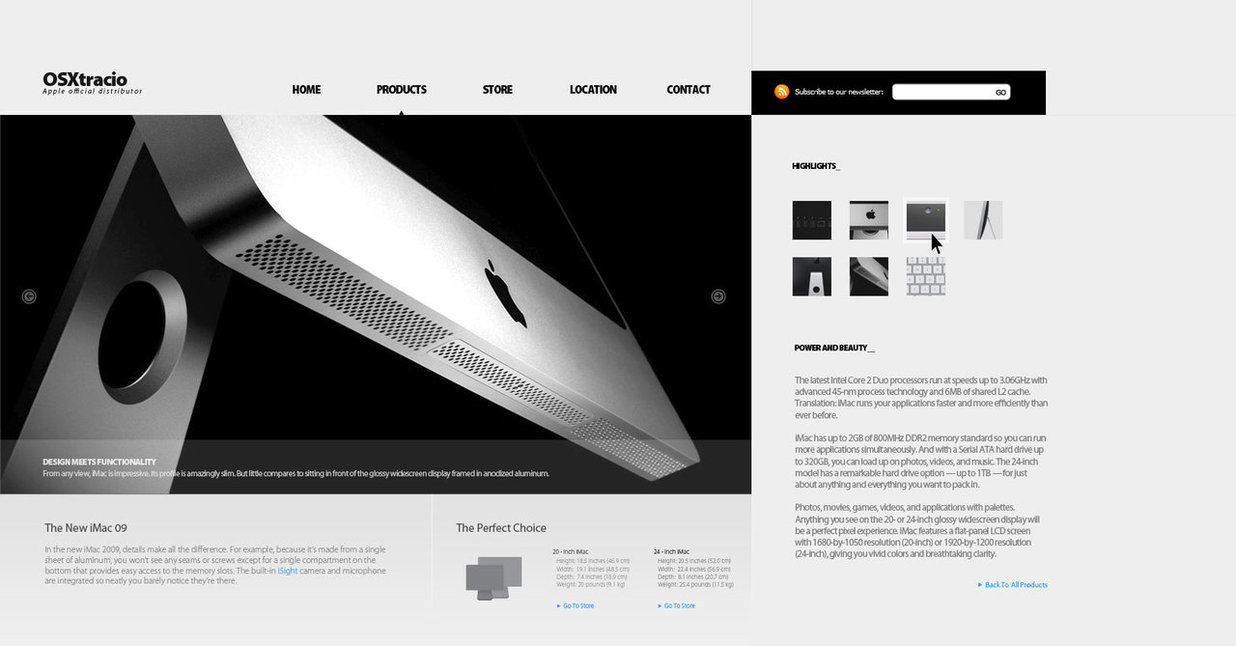 OSXtracio
Apple official distributor
HOME
PRODUCTS
STORE
LOCATION
CONTACT
Subscribe to our newsletter:
GO
DESIGN MEETS FUNCTIONALITY
From any view, iMac is impressive. Its profile is amazingly slim. But little compares to sitting in front of the glossy widescreen display framed in anodized aluminum.
The New iMac 09
In the new iMac 2009, details make all the difference. For example, because it's made from a single
sheet of aluminum, you won't see any seams or screws except for a single compartment on the
bottom that provides easy access to the memory slots. The built-in iSight camera and microphone
are integrated so neatly you barely notice they're there.
The Perfect Choice
20 - Inch iMac
Height: 18.5 inches (46.9 cm)
Width: 19.1 inches (48.5 cm)
Depth: 7.4 inches (18.9 cm)
Weight: 20 pounds (9.1 kg)
Go To Store
24 - Inch iMac
Height: 20.5 inches (52.0 cm)
Width: 22.4 inches (56.9 cm)
Depth: 8.1 inches (20.7 cm)
Weight: 25.4 pounds (11.5 kg)
Go To Store
HIGHLIGHTS_
POWER AND BEAUTY__
The latest Intel Core 2 Duo processors run at speeds up to 3.06GHz with
advanced 45-nm process technology and 6MB of shared L2 cache.
Translation: iMac runs your applications faster and more efficiently than
ever before.
iMac has up to 2GB of 800MHz DDR2 memory standard so you can run
more applications simultaneously. And with a Serial ATA hard drive up
to 320GB, you can load up on photos, videos, and music. The 24-inch
model has a remarkable hard drive option — up to 1TB — for just
about anything and everything you want to pack in.
Photos, movies, games, videos, and applications with palettes.
Anything you see on the 20- or 24-inch glossy widescreen display will
be a perfect pixel experience. iMac features a flat-panel LCD screen
with 1680-by-1050 resolution (20-inch) or 1920-by-1200 resolution
(24-inch), giving you vivid colors and breathtaking clarity.
Back To All Products